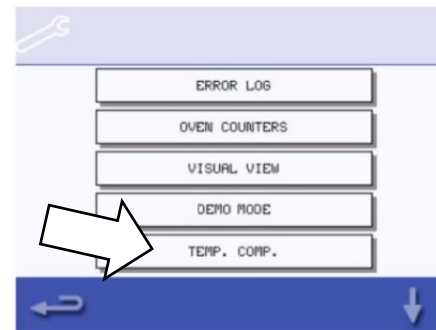 ERROR LOG
OVEN COUNTERS
VISUAL VIEW
DEMO MODE
TEMP. COMP.